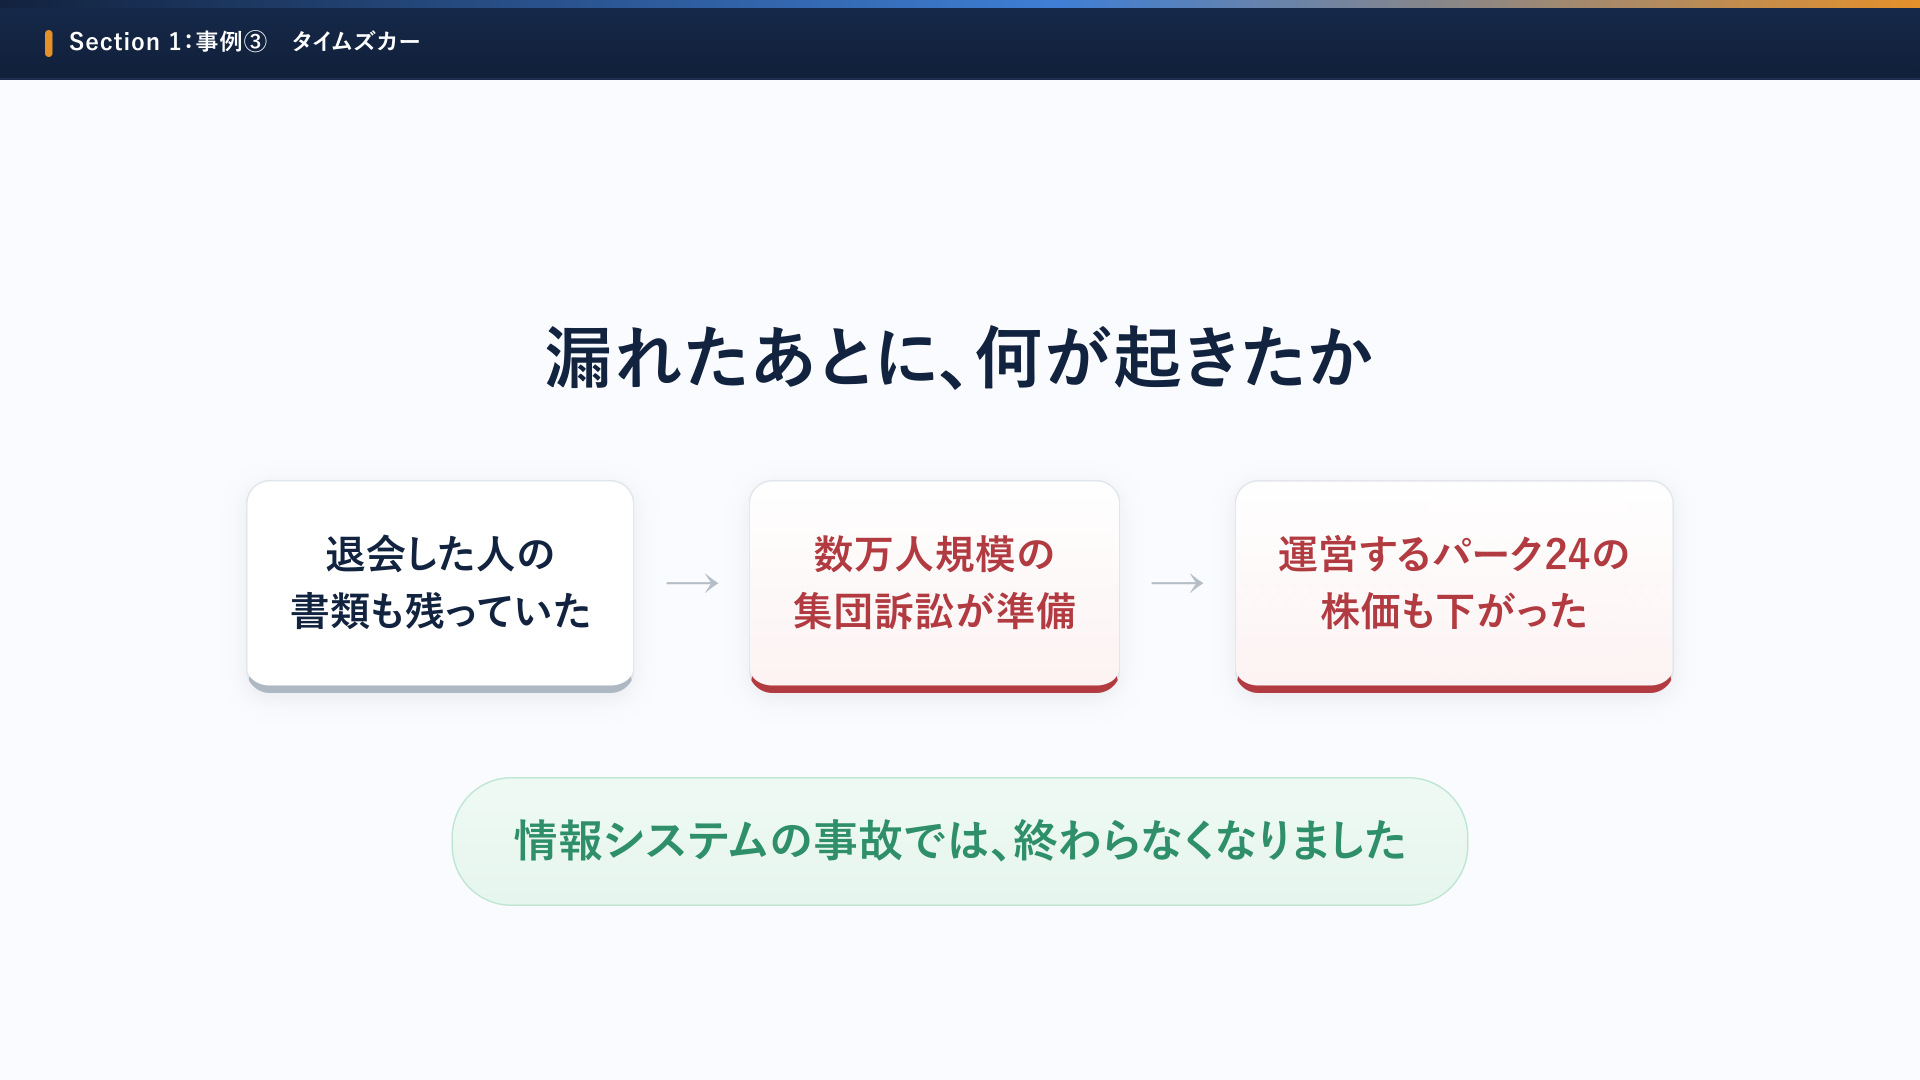 Section 1：事例③　タイムズカー
漏れたあとに、何が起きたか
退会した人の
書類も残っていた
数万人規模の
集団訴訟が準備
運営するパーク24の
株価も下がった
情報システムの事故では、終わらなくなりました